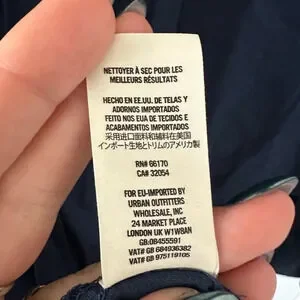 NETTOYER À SEC POUR LES
MEILLEURS RÉSULTATS
HECHO EN EE.UU. DE TELAS Y
ADORNOS IMPORTADOS
FEITO NOS EUA DE TECIDOS E
ACABAMENTOS IMPORTADOS
采用进口面料和辅料在美国
インポート生地とトリムのアメリカ製
RN# 66170
CA# 32054
FOR EU-IMPORTED BY
URBAN OUTFITTERS
WHOLESALE, INC
24 MARKET PLACE
LONDON UK W1W8AN
GB:08455591
VAT# GB 684936382
VAT# GB 975119105